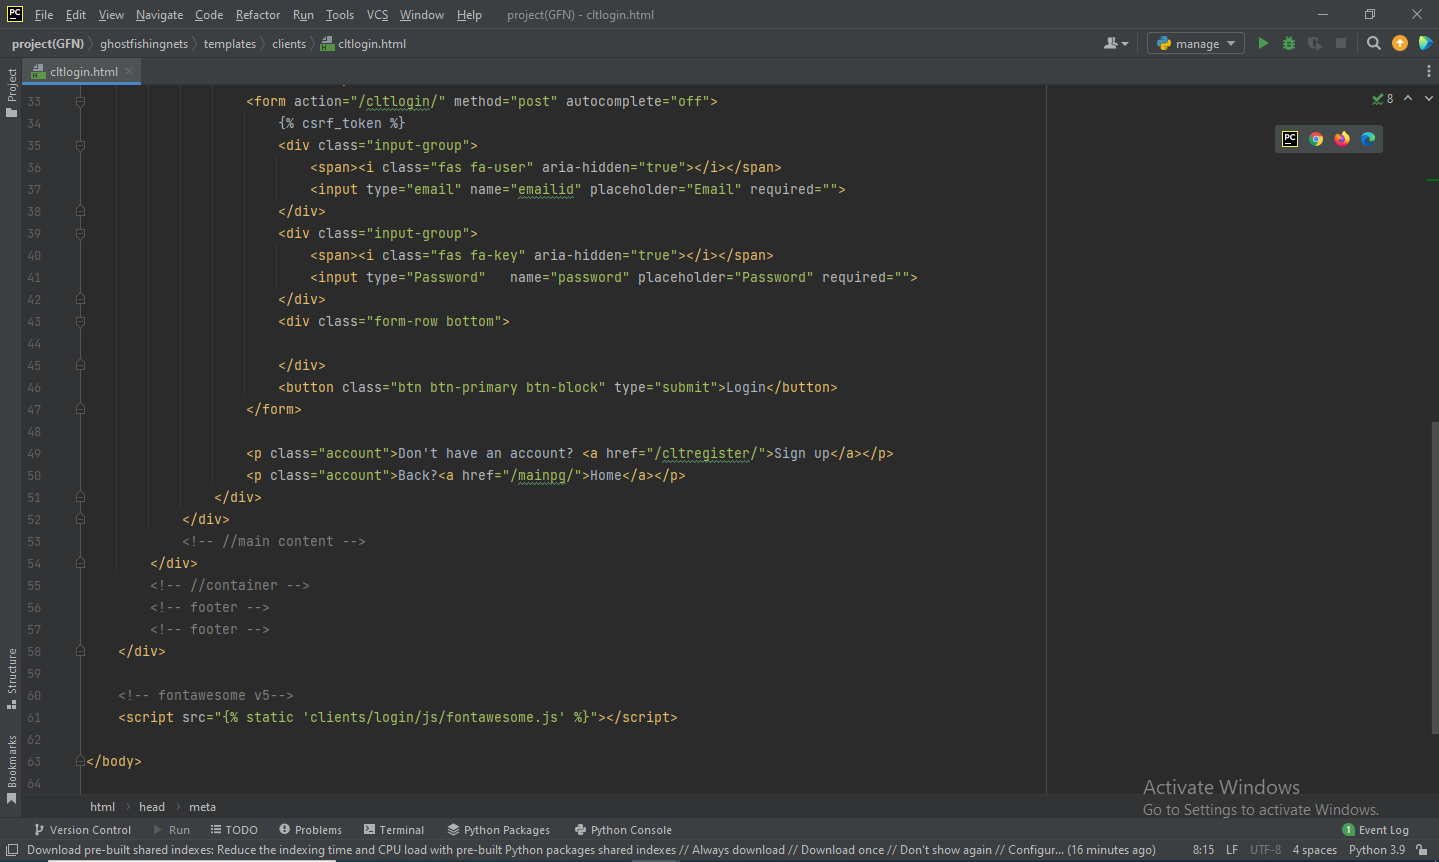 PC File Edit View Navigate Code Refactor Run Tools VCS Window Help project(GFN) - cltlogin.html
project(GFN) ghostfishingnets templates clients cltlogin.html manage
Project
cltlogin.html
33 <form action="/cltlogin/" method="post" autocomplete="off">
8
34 {% csrf_token %}
35 <div class="input-group">
PC
36 <span><i class="fas fa-user" aria-hidden="true"></i></span>
37 <input type="email" name="emailid" placeholder="Email" required="">
38 </div>
39 <div class="input-group">
40 <span><i class="fas fa-key" aria-hidden="true"></i></span>
41 <input type="Password"   name="password" placeholder="Password" required="">
42 </div>
43 <div class="form-row bottom">
44
45 </div>
46 <button class="btn btn-primary btn-block" type="submit">Login</button>
47 </form>
48
49 <p class="account">Don't have an account? <a href="/cltregister/">Sign up</a></p>
50 <p class="account">Back?<a href="/mainpg/">Home</a></p>
51 </div>
52 </div>
53 <!-- //main content -->
54 </div>
55 <!-- //container -->
56 <!-- footer -->
57 <!-- footer -->
58 </div>
59
60 <!-- fontawesome v5-->
61 <script src="{% static 'clients/login/js/fontawesome.js' %}"></script>
62
63 </body>
64
Structure
Bookmarks
Activate Windows
Go to Settings to activate Windows.
html head meta
Version Control Run TODO Problems Terminal Python Packages Python Console 1 Event Log
Download pre-built shared indexes: Reduce the indexing time and CPU load with pre-built Python packages shared indexes // Always download // Download once // Don't show again // Configur... (16 minutes ago) 8:15 LF UTF-8 4 spaces Python 3.9